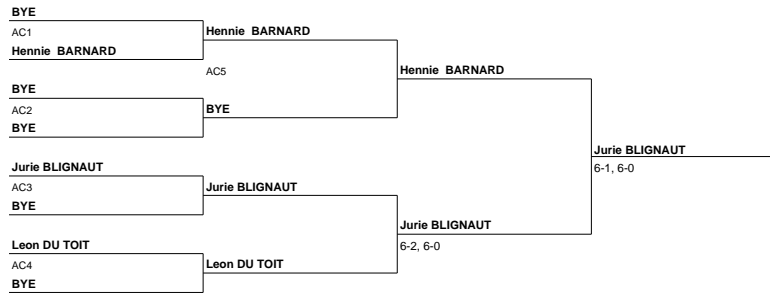 BYE
AC1
Hennie BARNARD
BYE
AC2
BYE
Jurie BLIGNAUT
AC3
BYE
Leon DU TOIT
AC4
BYE
Hennie BARNARD
AC5
BYE
Jurie BLIGNAUT
Leon DU TOIT
Hennie BARNARD
Jurie BLIGNAUT
6-2, 6-0
Jurie BLIGNAUT
6-1, 6-0